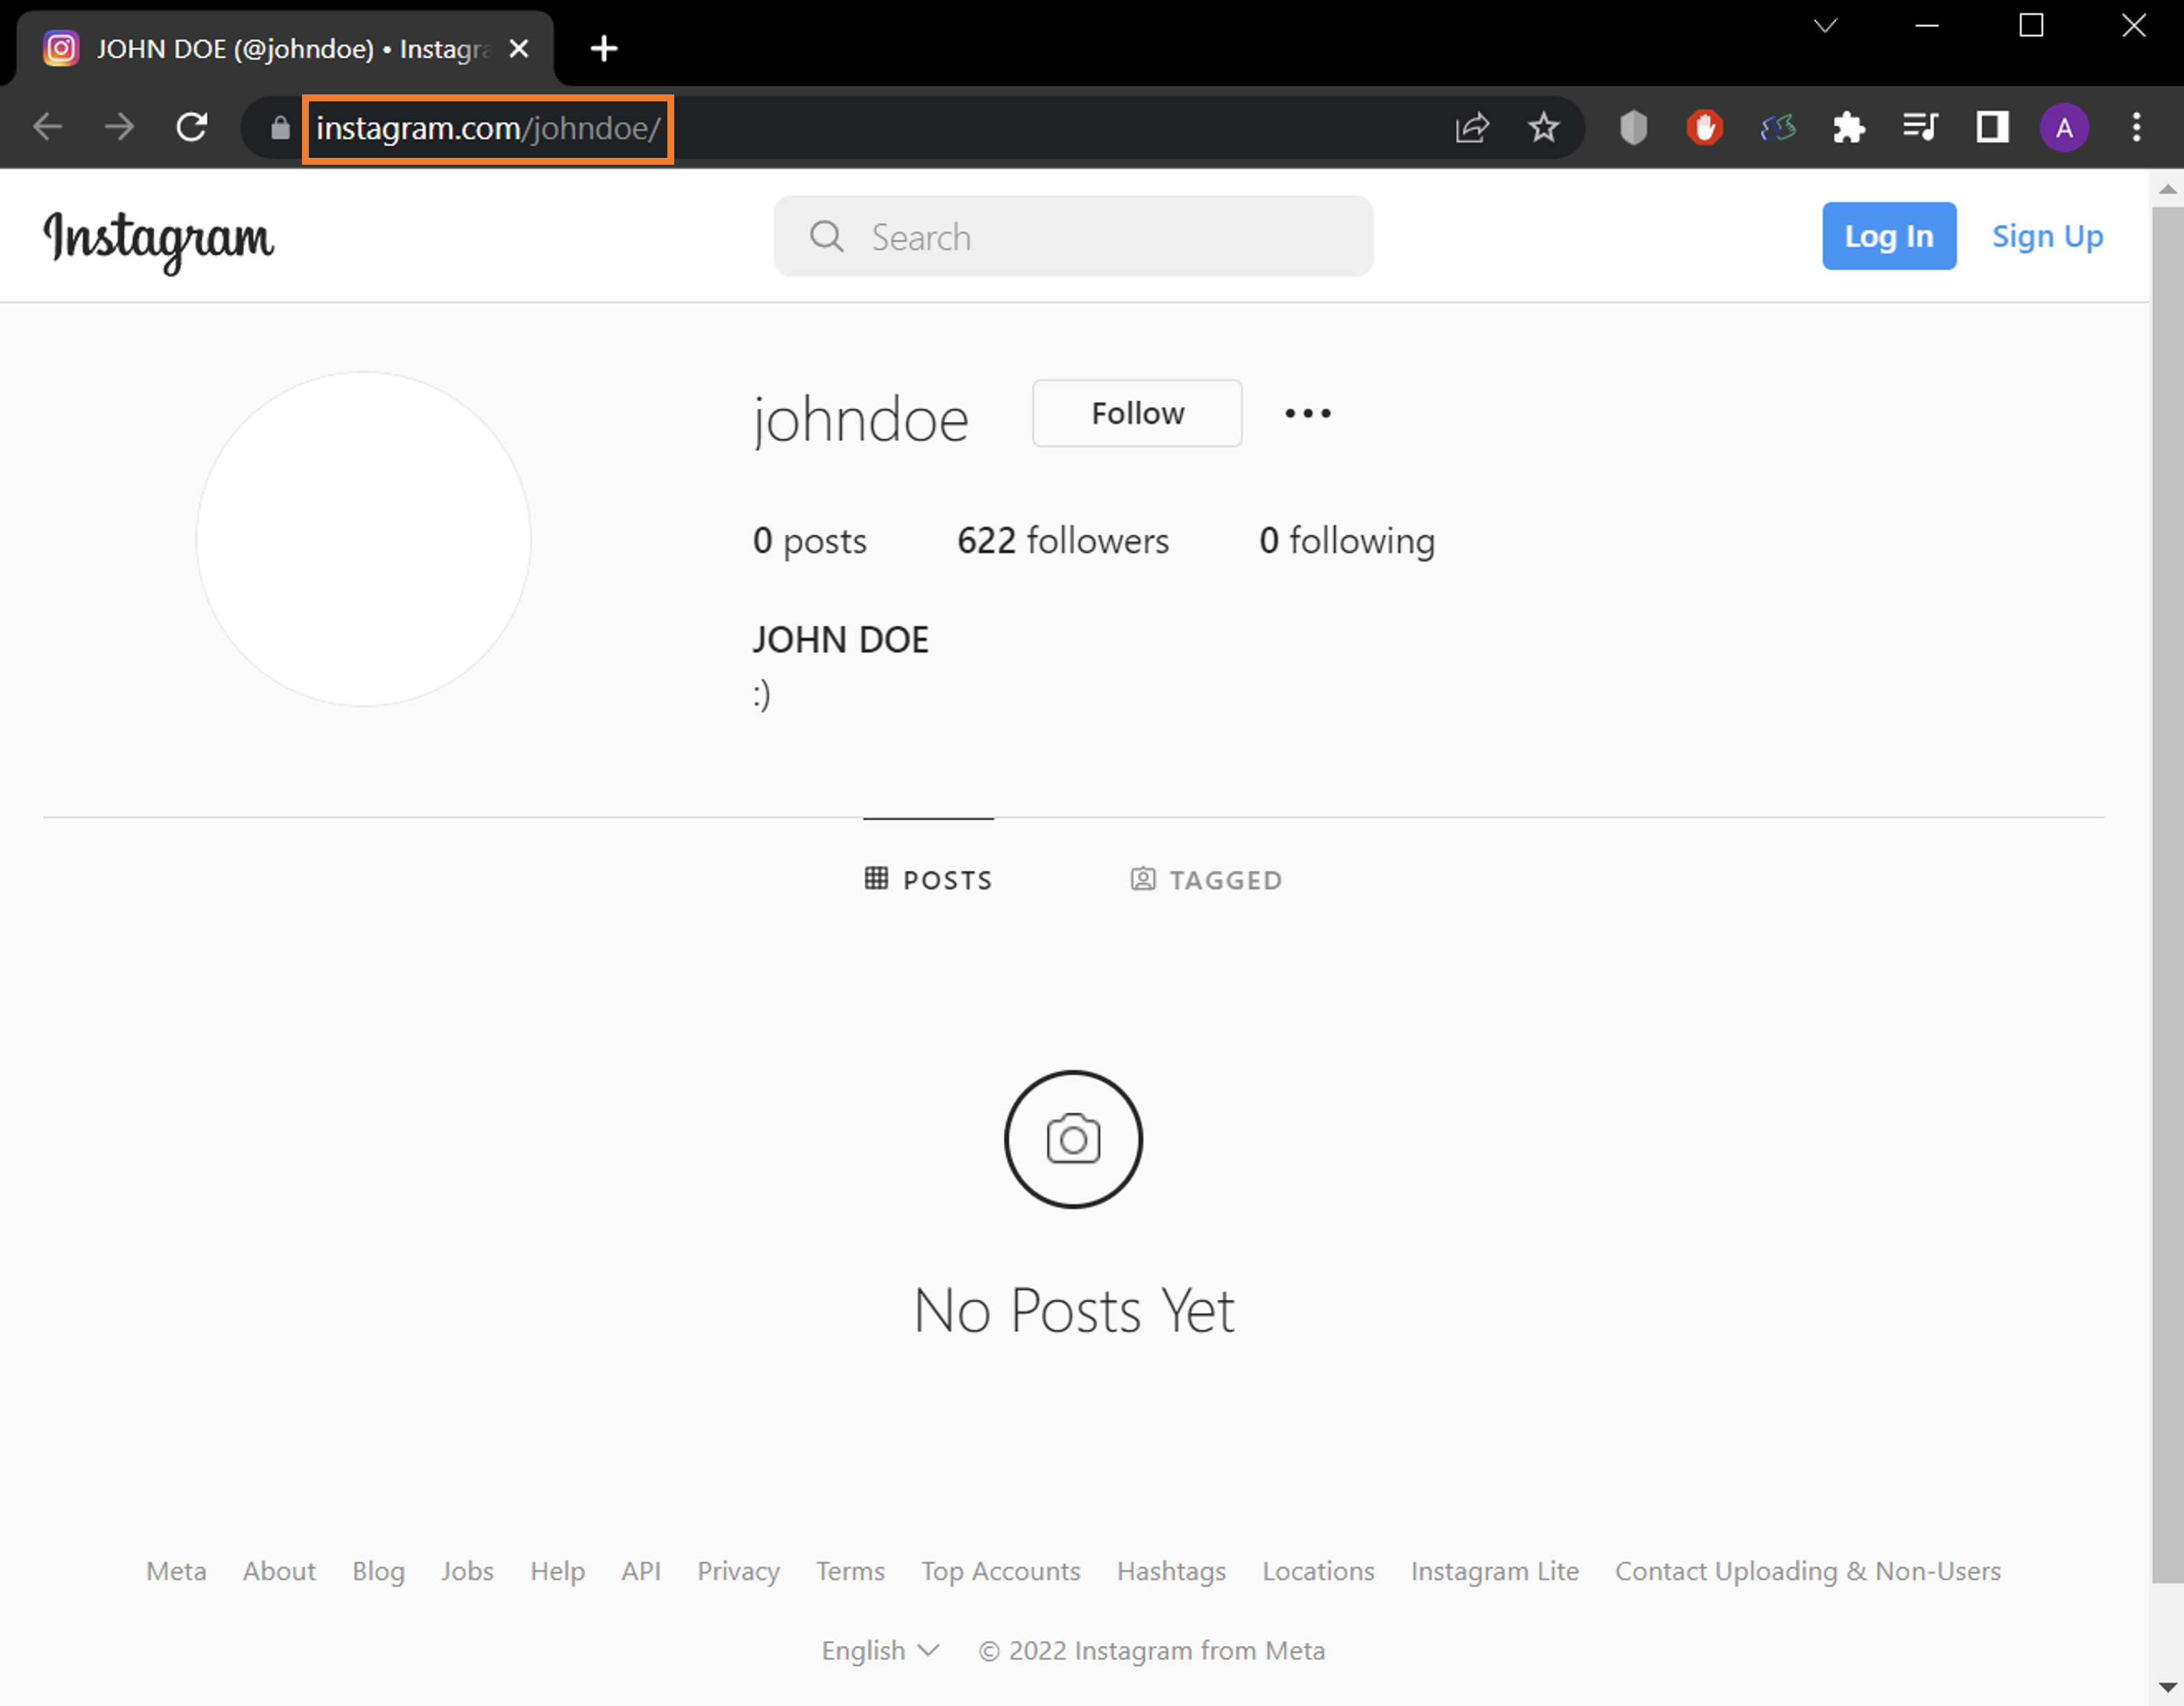 JOHN DOE (@johndoe) • Instagra
instagram.com/johndoe/
A
Instagram
Search
Log In
Sign Up
johndoe
Follow
0 posts
622 followers
0 following
JOHN DOE
:)
POSTS
TAGGED
No Posts Yet
Meta
About
Blog
Jobs
Help
API
Privacy
Terms
Top Accounts
Hashtags
Locations
Instagram Lite
Contact Uploading & Non-Users
English
© 2022 Instagram from Meta